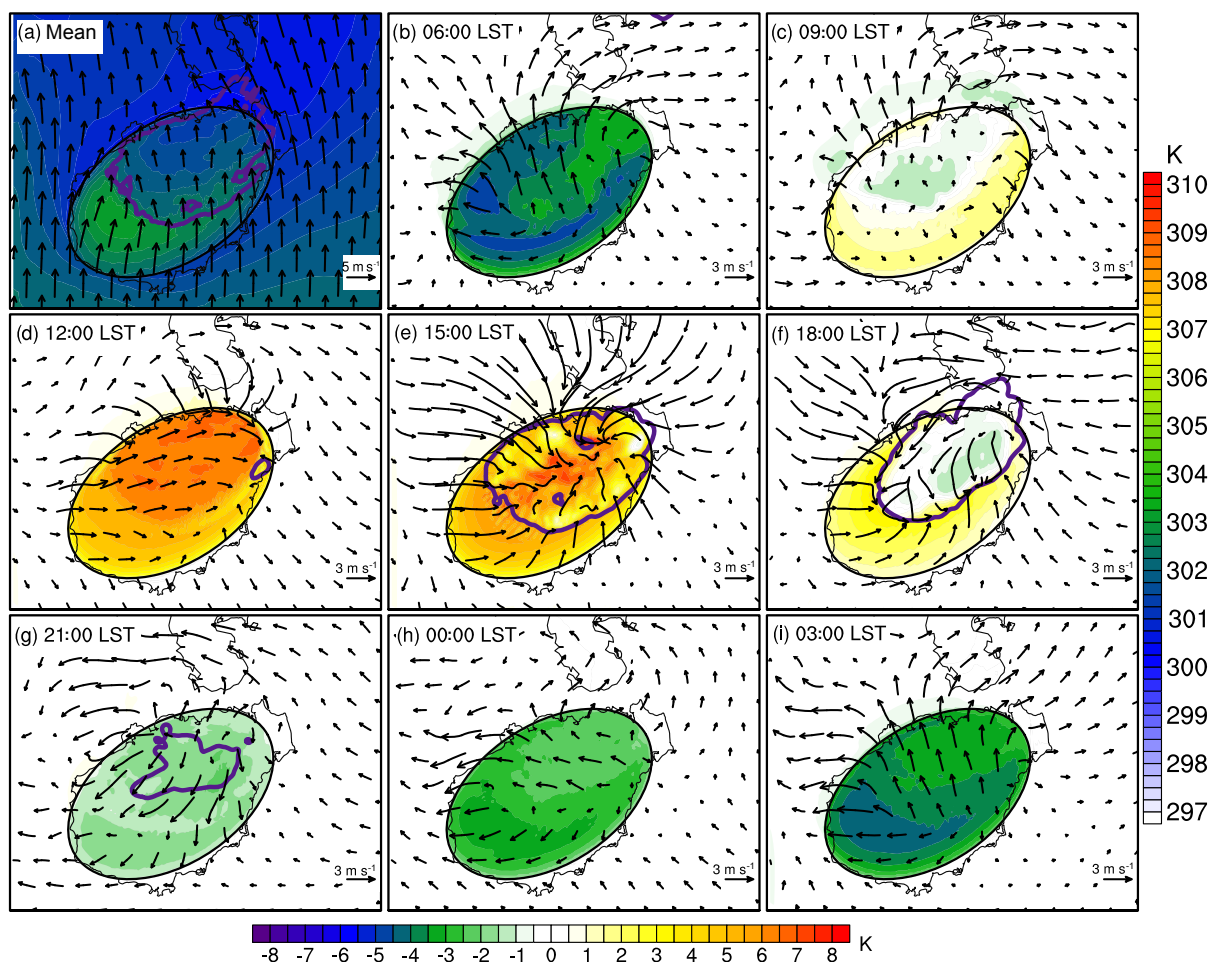 (a) Mean
5 m s⁻¹
(b) 06:00 LST
3 m s⁻¹
(c) 09:00 LST
3 m s⁻¹
(d) 12:00 LST
3 m s⁻¹
(e) 15:00 LST
3 m s⁻¹
(f) 18:00 LST
3 m s⁻¹
(g) 21:00 LST
3 m s⁻¹
(h) 00:00 LST
3 m s⁻¹
(i) 03:00 LST
3 m s⁻¹
K
310
309
308
307
306
305
304
303
302
301
300
299
298
297
-8 -7 -6 -5 -4 -3 -2 -1 0 1 2 3 4 5 6 7 8 K